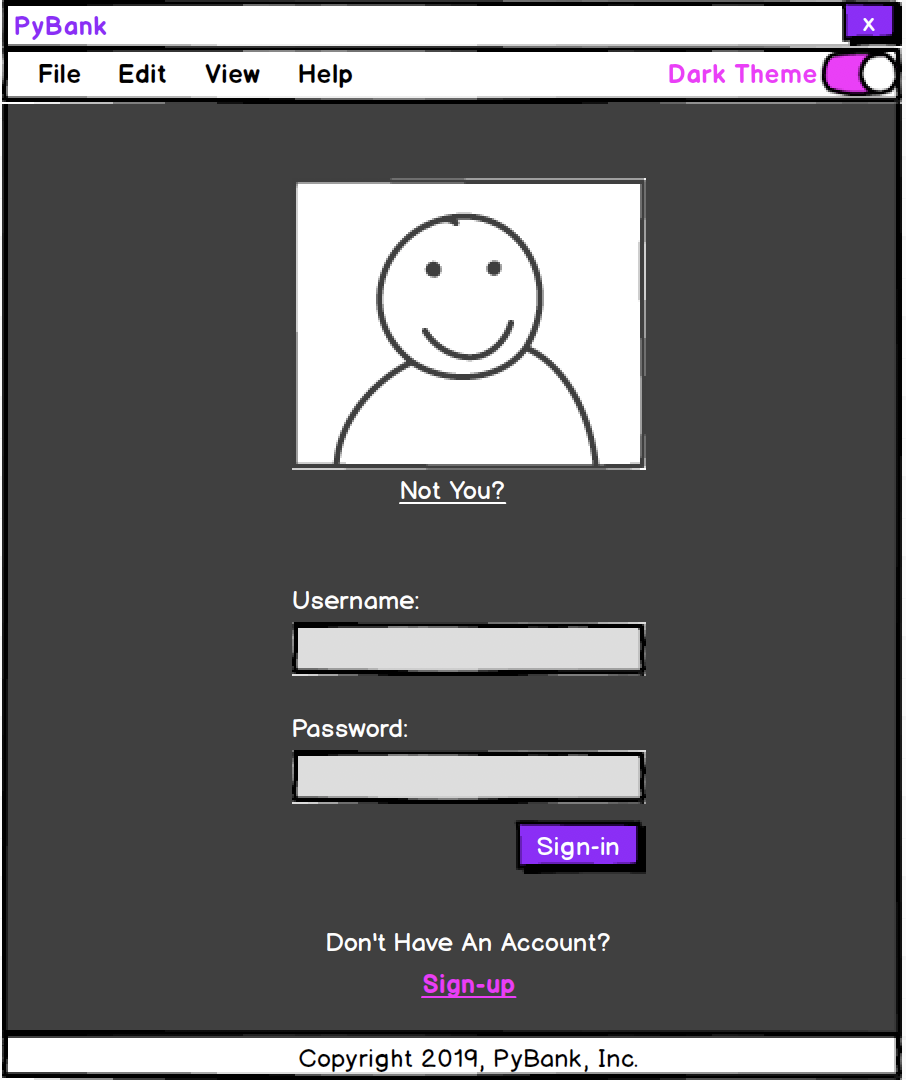 PyBank
x
File Edit View Help Dark Theme
Not You?
Username:
Password:
Sign-in
Don't Have An Account?
Sign-up
Copyright 2019, PyBank, Inc.